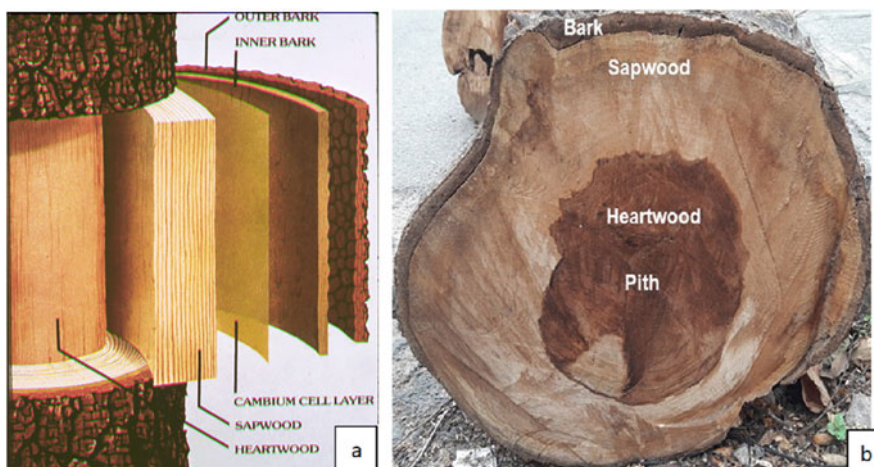 OUTER BARK
INNER BARK
CAMBIUM CELL LAYER
SAPWOOD
HEARTWOOD
a
Bark
Sapwood
Heartwood
Pith
b